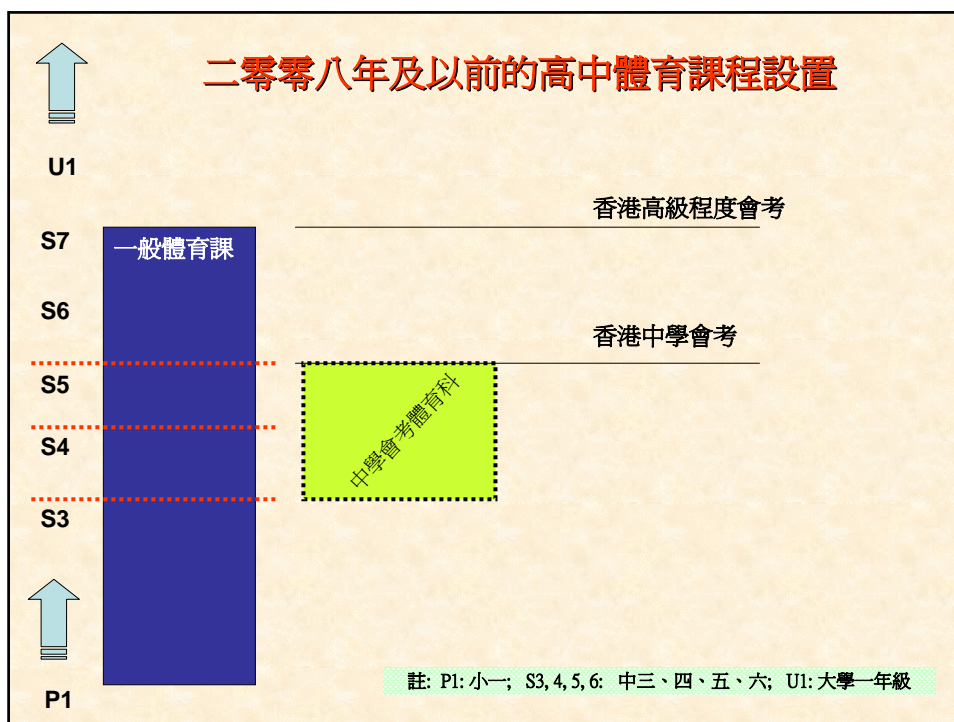 二零零八年及以前的高中體育課程設置
U1
香港高級程度會考
S7
一般體育課
S6
香港中學會考
S5
中學會考體育科
S4
S3
註: P1: 小一; S3, 4, 5, 6: 中三、四、五、六; U1: 大學一年級
P1